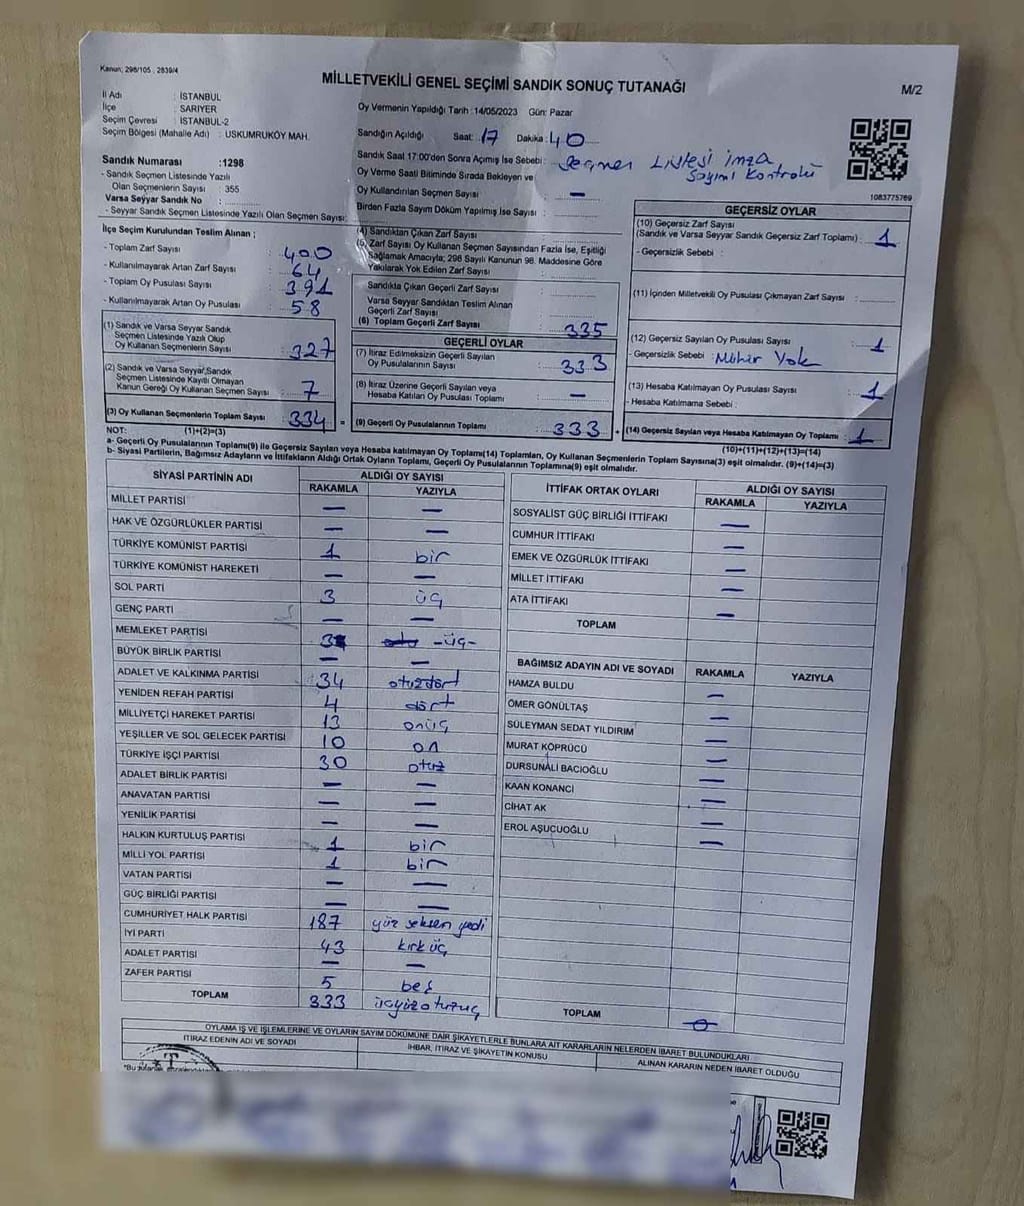 Kanun; 298/105 , 2839/4
MİLLETVEKİLİ GENEL SEÇİMİ SANDIK SONUÇ TUTANAĞI
M/2
İl Adı : İSTANBUL
İlçe : SARIYER
Seçim Çevresi : İSTANBUL-2
Seçim Bölgesi (Mahalle Adı) : USKUMRUKÖY MAH.
Oy Vermenin Yapıldığı Tarih :14/05/2023 Gün: Pazar
Sandığın Açıldığı Saat: 17 Dakika: 40
Sandık Saat 17:00'den Sonra Açımış İse Sebebi: Seçmen Listesi imza Sayımı Kontrolü
Oy Verme Saati Bitiminde Sırada Bekleyen ve
Oy Kullandırılan Seçmen Sayısı : —
Birden Fazla Sayım Döküm Yapılmış İse Sayısı :
1083775769
Sandık Numarası :1298
- Sandık Seçmen Listesinde Yazılı
Olan Seçmenlerin Sayısı : 355
Varsa Seyyar Sandık No :
- Seyyar Sandık Seçmen Listesinde Yazılı Olan Seçmen Sayısı:
İlçe Seçim Kurulundan Teslim Alınan ;
- Toplam Zarf Sayısı : 400
- Kullanılmayarak Artan Zarf Sayısı : 64
- Toplam Oy Pusulası Sayısı : 391
- Kullanılmayarak Artan Oy Pusulası : 58
(1) Sandık ve Varsa Seyyar Sandık
Seçmen Listesinde Yazılı Olup
Oy Kullanan Seçmenlerin Sayısı : 327
(2) Sandık ve Varsa Seyyar Sandık
Seçmen Listesinde Kayıtlı Olmayan
Kanun Gereği Oy Kullanan Seçmen Sayısı : 7
(3) Oy Kullanan Seçmenlerin Toplam Sayısı : 334 =
(4) Sandıktan Çıkan Zarf Sayısı :
(5) Zarf Sayısı Oy Kullanan Seçmen Sayısından Fazla İse, Eşitliği
Sağlamak Amacıyla; 298 Sayılı Kanunun 98. Maddesine Göre
Yakılarak Yok Edilen Zarf Sayısı :
Sandıkla Çıkan Geçerli Zarf Sayısı :
Varsa Seyyar Sandıktan Teslim Alınan
Geçerli Zarf Sayısı :
(6) Toplam Geçerli Zarf Sayısı : 335
GEÇERLİ OYLAR
(7) İtiraz Edilmeksizin Geçerli Sayılan
Oy Pusulalarının Sayısı : 333
(8) İtiraz Üzerine Geçerli Sayılan veya
Hesaba Katılan Oy Pusulası Toplamı : —
(9) Geçerli Oy Pusulalarının Toplamı : 333 +
GEÇERSİZ OYLAR
(10) Geçersiz Zarf Sayısı
(Sandık ve Varsa Seyyar Sandık Geçersiz Zarf Toplamı) : 1
- Geçersizlik Sebebi :
(11) İçinden Milletvekili Oy Pusulası Çıkmayan Zarf Sayısı :
(12) Geçersiz Sayılan Oy Pusulası Sayısı : 1
- Geçersizlik Sebebi : Mühür Yok
(13) Hesaba Katılmayan Oy Pusulası Sayısı : 1
- Hesaba Katılmama Sebebi :
(14) Geçersiz Sayılan veya Hesaba Katılmayan Oy Toplamı : 1
NOT: (1)+(2)=(3)
(10)+(11)+(12)+(13)=(14)
a- Geçerli Oy Pusulalarının Toplamı(9) ile Geçersiz Sayılan veya Hesaba katılmayan Oy Toplamı(14) Toplamları, Oy Kullanan Seçmenlerin Toplam Sayısına(3) eşit olmalıdır. (9)+(14)=(3)
b- Siyasi Partilerin, Bağımsız Adayların ve İttifakların Aldığı Ortak Oyların Toplamı, Geçerli Oy Pusulalarının Toplamına(9) eşit olmalıdır.
SİYASİ PARTİNİN ADI ALDIĞI OY SAYISI
RAKAMLA YAZIYLA
MİLLET PARTİSİ — —
HAK VE ÖZGÜRLÜKLER PARTİSİ — —
TÜRKİYE KOMÜNİST PARTİSİ 1 bir
TÜRKİYE KOMÜNİST HAREKETİ — —
SOL PARTİ 3 üç
GENÇ PARTİ — —
MEMLEKET PARTİSİ 3 -üç-
BÜYÜK BİRLİK PARTİSİ — —
ADALET VE KALKINMA PARTİSİ 34 otuzdört
YENİDEN REFAH PARTİSİ 4 dört
MİLLİYETÇİ HAREKET PARTİSİ 13 onüç
YEŞİLLER VE SOL GELECEK PARTİSİ 10 on
TÜRKİYE İŞÇİ PARTİSİ 30 otuz
ADALET BİRLİK PARTİSİ — —
ANAVATAN PARTİSİ — —
YENİLİK PARTİSİ — —
HALKIN KURTULUŞ PARTİSİ 1 bir
MİLLİ YOL PARTİSİ 1 bir
VATAN PARTİSİ — —
GÜÇ BİRLİĞİ PARTİSİ — —
CUMHURİYET HALK PARTİSİ 187 yüz seksen yedi
İYİ PARTİ 43 kırk üç
ADALET PARTİSİ — —
ZAFER PARTİSİ 5 beş
TOPLAM 333 üçyüzotuzüç
İTTİFAK ORTAK OYLARI ALDIĞI OY SAYISI
RAKAMLA YAZIYLA
SOSYALİST GÜÇ BİRLİĞİ İTTİFAKI —
CUMHUR İTTİFAKI —
EMEK VE ÖZGÜRLÜK İTTİFAKI —
MİLLET İTTİFAKI —
ATA İTTİFAKI —
TOPLAM
BAĞIMSIZ ADAYIN ADI VE SOYADI RAKAMLA YAZIYLA
HAMZA BULDU —
ÖMER GÖNÜLTAŞ —
SÜLEYMAN SEDAT YILDIRIM —
MURAT KÖPRÜCÜ —
DURSUNALİ BACIOĞLU —
KAAN KONANCİ —
CİHAT AK —
EROL AŞUCUOĞLU —
TOPLAM 0
OYLAMA İŞ VE İŞLEMLERİNE VE OYLARIN SAYIM DÖKÜMÜNE DAİR ŞİKAYETLERLE BUNLARA AİT KARARLARIN NELERDEN İBARET BULUNDUKLARI
İTİRAZ EDENİN ADI VE SOYADI
İHBAR, İTİRAZ VE ŞİKAYETİN KONUSU
ALINAN KARARIN NEDEN İBARET OLDUĞU